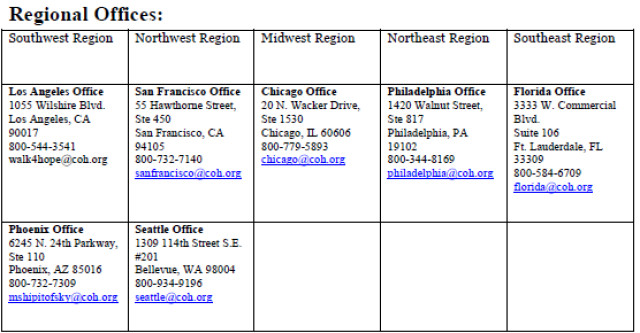 Regional Offices:
Southwest Region
Northwest Region
Midwest Region
Northeast Region
Southeast Region
Los Angeles Office
1055 Wilshire Blvd.
Los Angeles, CA
90017
800-544-3541
walk4hope@coh.org
San Francisco Office
55 Hawthorne Street,
Ste 450
San Francisco, CA
94105
800-732-7140
sanfrancisco@coh.org
Chicago Office
20 N. Wacker Drive,
Ste 1530
Chicago, IL 60606
800-779-5893
chicago@coh.org
Philadelphia Office
1420 Walnut Street,
Ste 817
Philadelphia, PA
19102
800-344-8169
philadelphia@coh.org
Florida Office
3333 W. Commercial
Blvd.
Suite 106
Ft. Lauderdale, FL
33309
800-584-6709
florida@coh.org
Phoenix Office
6245 N. 24th Parkway,
Ste 110
Phoenix, AZ 85016
800-732-7309
mshipitofsky@coh.org
Seattle Office
1309 114th Street S.E.
#201
Bellevue, WA 98004
800-934-9196
seattle@coh.org